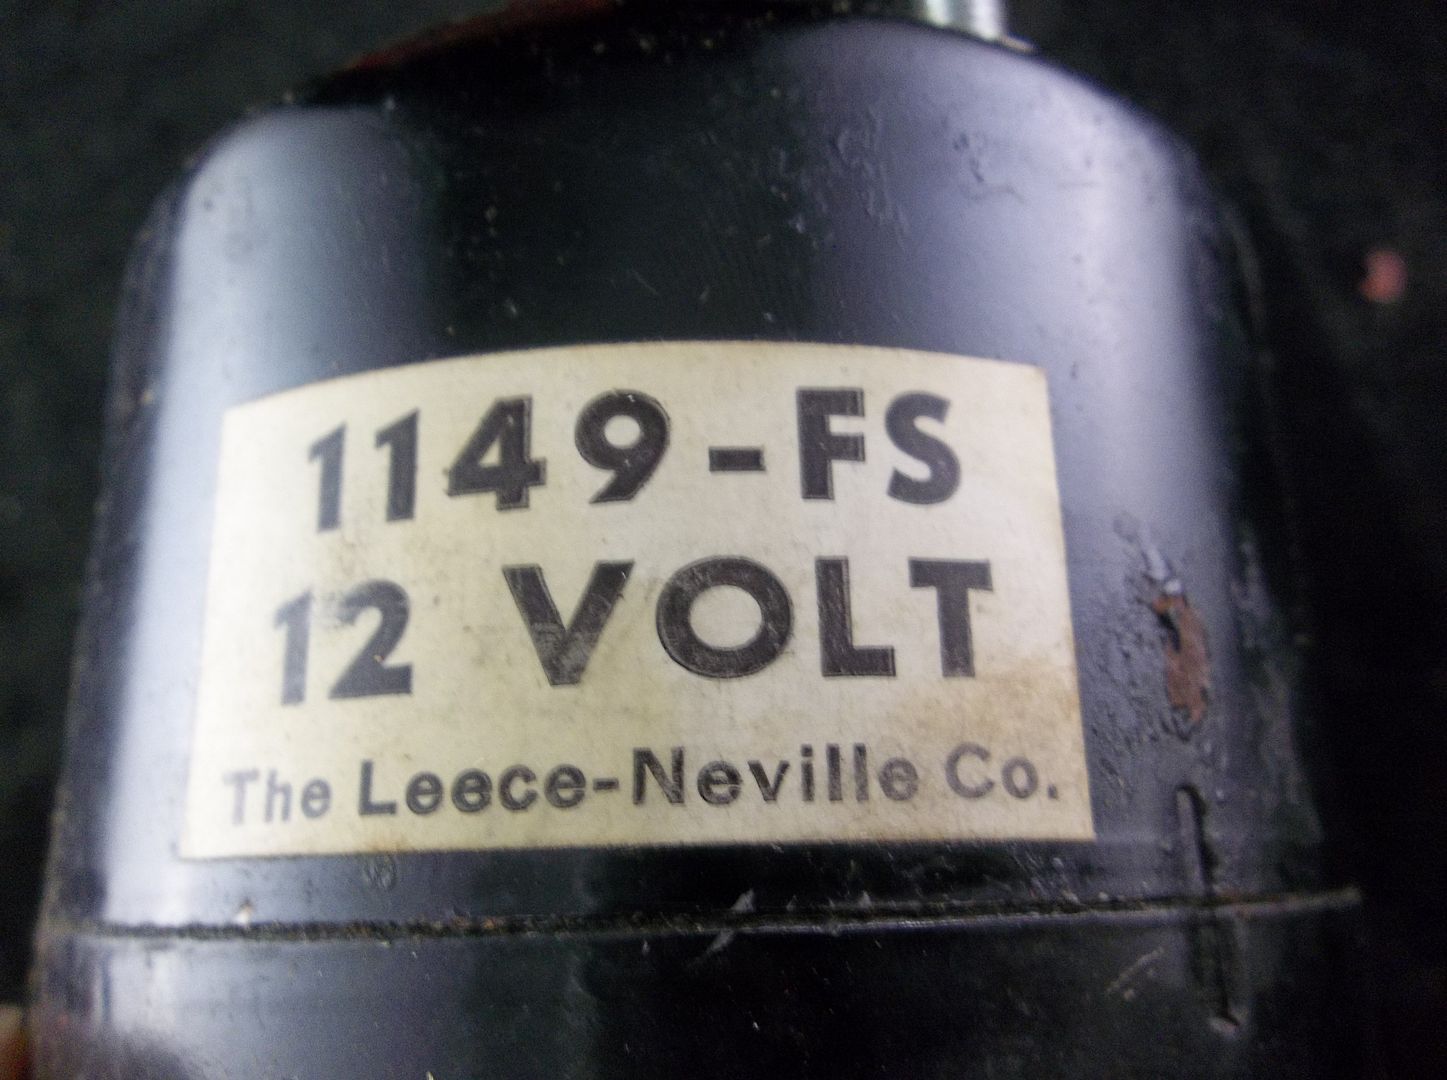 1149-FS
12 VOLT
The Leece-Neville Co.